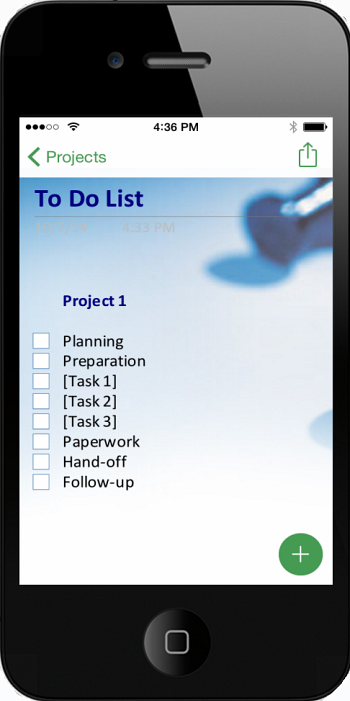 4:36 PM
Projects
To Do List
4:33 PM
Project 1
Planning
Preparation
[Task 1]
[Task 2]
[Task 3]
Paperwork
Hand-off
Follow-up